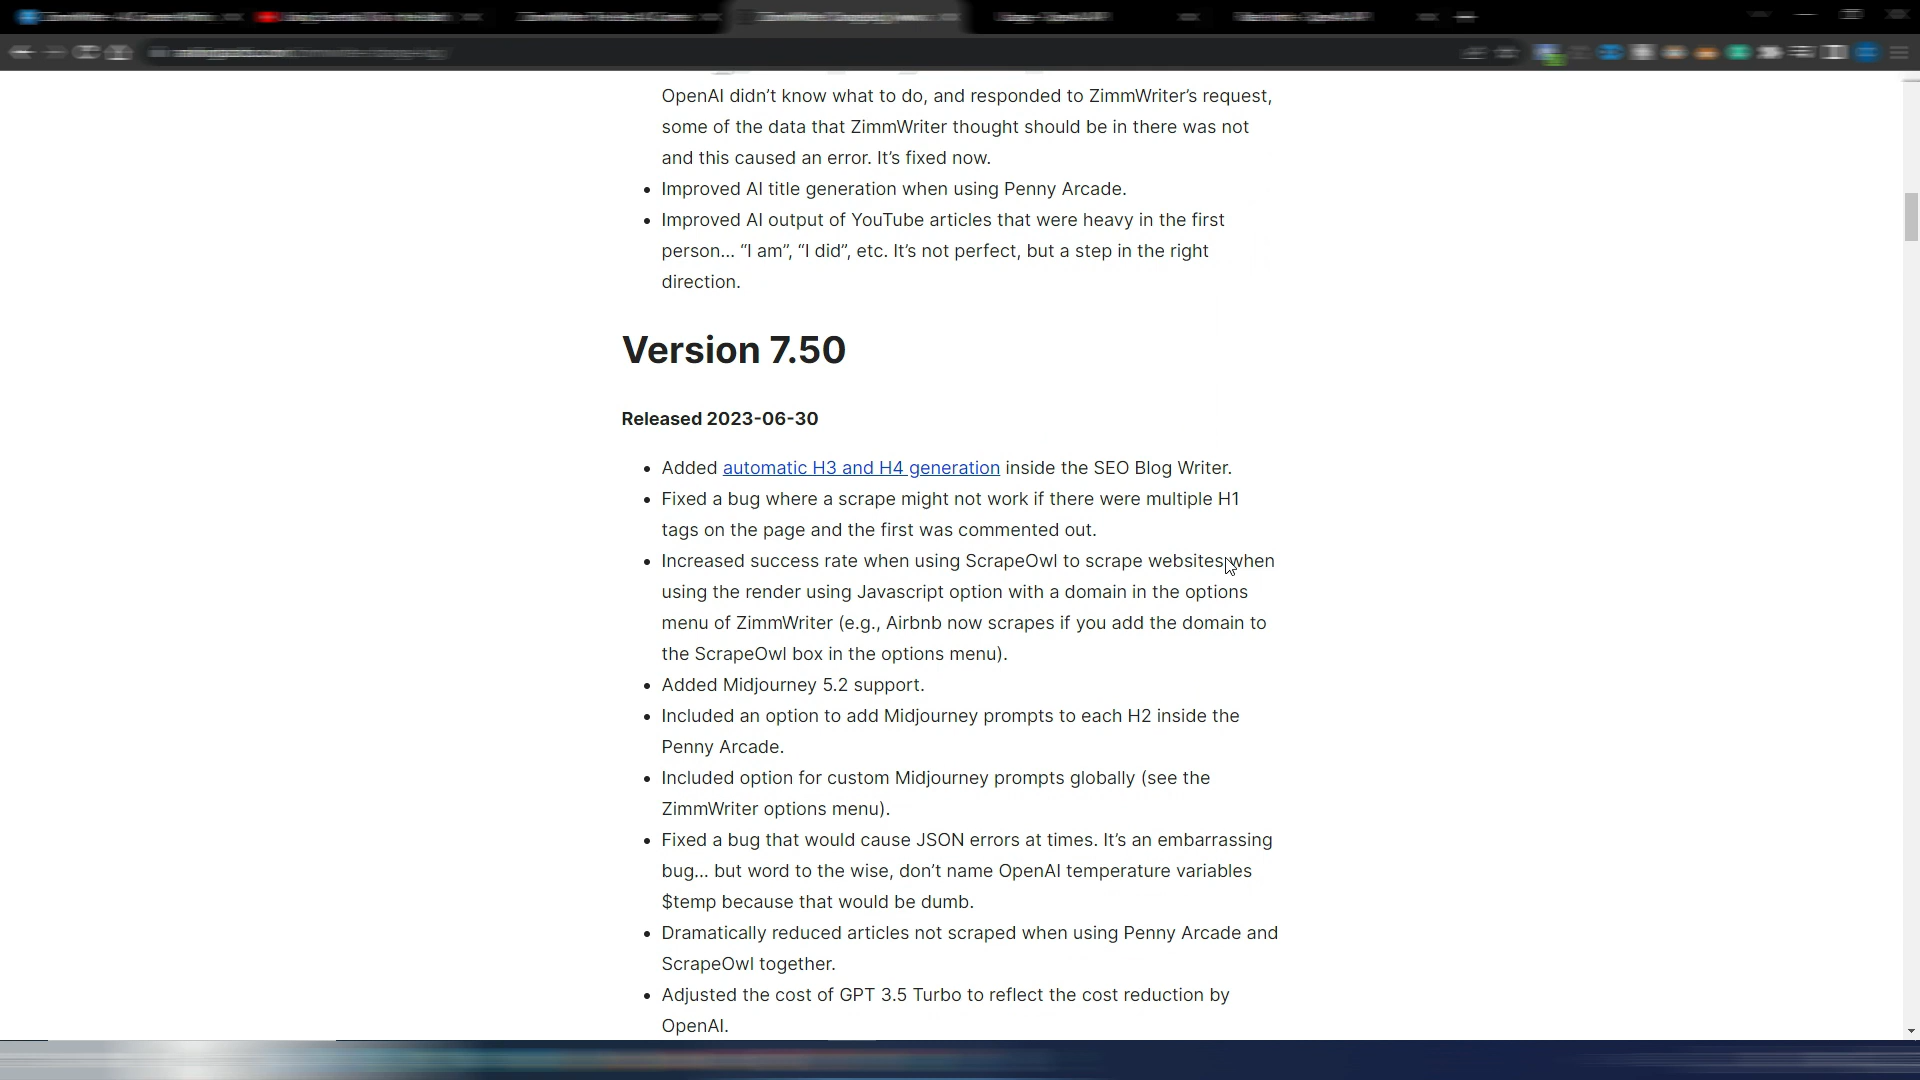 OpenAI didn’t know what to do, and responded to ZimmWriter’s request,
some of the data that ZimmWriter thought should be in there was not
and this caused an error. It’s fixed now.
• Improved AI title generation when using Penny Arcade.
• Improved AI output of YouTube articles that were heavy in the first
person... “I am”, “I did”, etc. It’s not perfect, but a step in the right
direction.
Version 7.50
Released 2023-06-30
• Added automatic H3 and H4 generation inside the SEO Blog Writer.
• Fixed a bug where a scrape might not work if there were multiple H1
tags on the page and the first was commented out.
• Increased success rate when using ScrapeOwl to scrape websites when
using the render using Javascript option with a domain in the options
menu of ZimmWriter (e.g., Airbnb now scrapes if you add the domain to
the ScrapeOwl box in the options menu).
• Added Midjourney 5.2 support.
• Included an option to add Midjourney prompts to each H2 inside the
Penny Arcade.
• Included option for custom Midjourney prompts globally (see the
ZimmWriter options menu).
• Fixed a bug that would cause JSON errors at times. It’s an embarrassing
bug... but word to the wise, don’t name OpenAI temperature variables
$temp because that would be dumb.
• Dramatically reduced articles not scraped when using Penny Arcade and
ScrapeOwl together.
• Adjusted the cost of GPT 3.5 Turbo to reflect the cost reduction by
OpenAI.